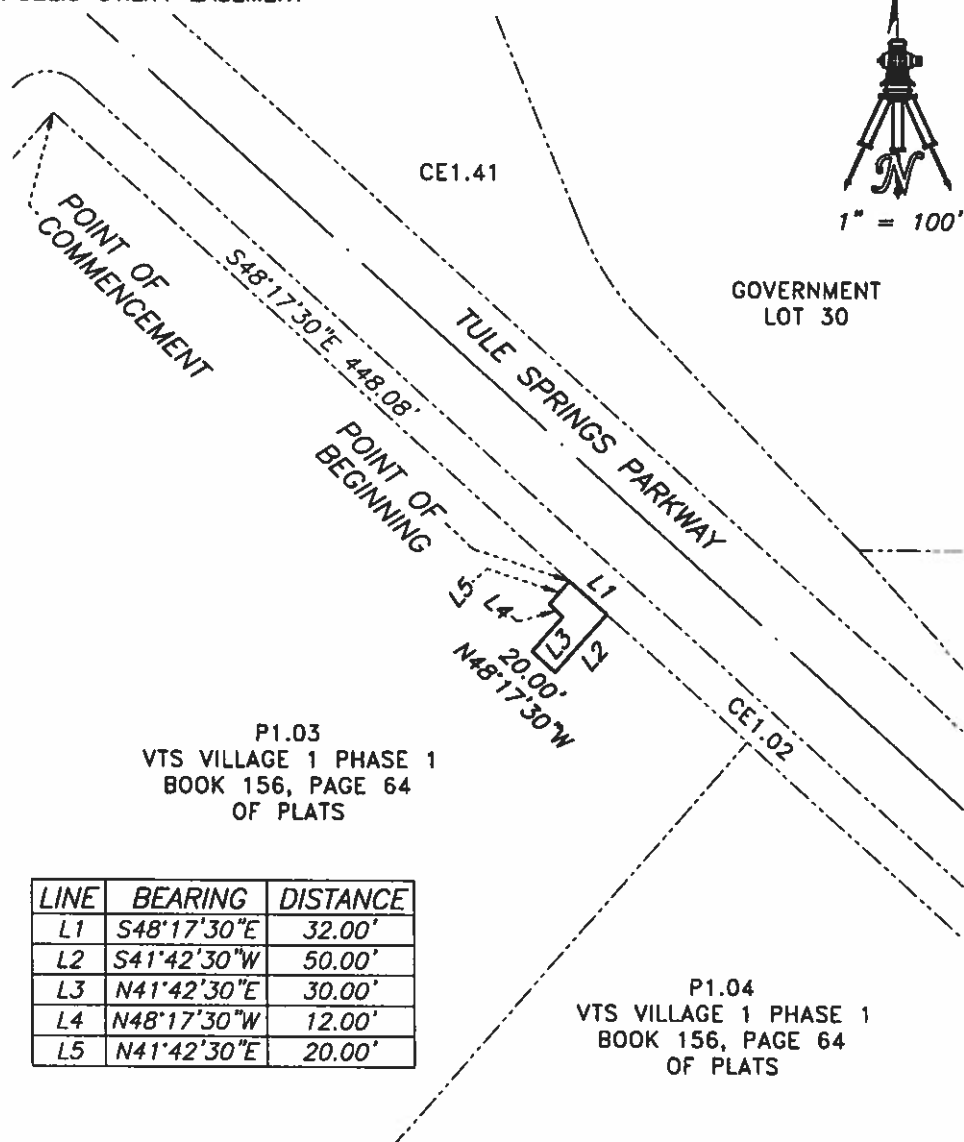 CE1.41
N
1" = 100'
GOVERNMENT
LOT 30
POINT OF
COMMENCEMENT
S48°17'30"E 448.08'
TULE SPRINGS PARKWAY
POINT OF
BEGINNING
L1
L5
L4
L3
L2
20.00'
N48°17'30"W
CE1.02
P1.03
VTS VILLAGE 1 PHASE 1
BOOK 156, PAGE 64
OF PLATS
LINE BEARING DISTANCE
L1 S48°17'30"E 32.00'
L2 S41°42'30"W 50.00'
L3 N41°42'30"E 30.00'
L4 N48°17'30"W 12.00'
L5 N41°42'30"E 20.00'
P1.04
VTS VILLAGE 1 PHASE 1
BOOK 156, PAGE 64
OF PLATS